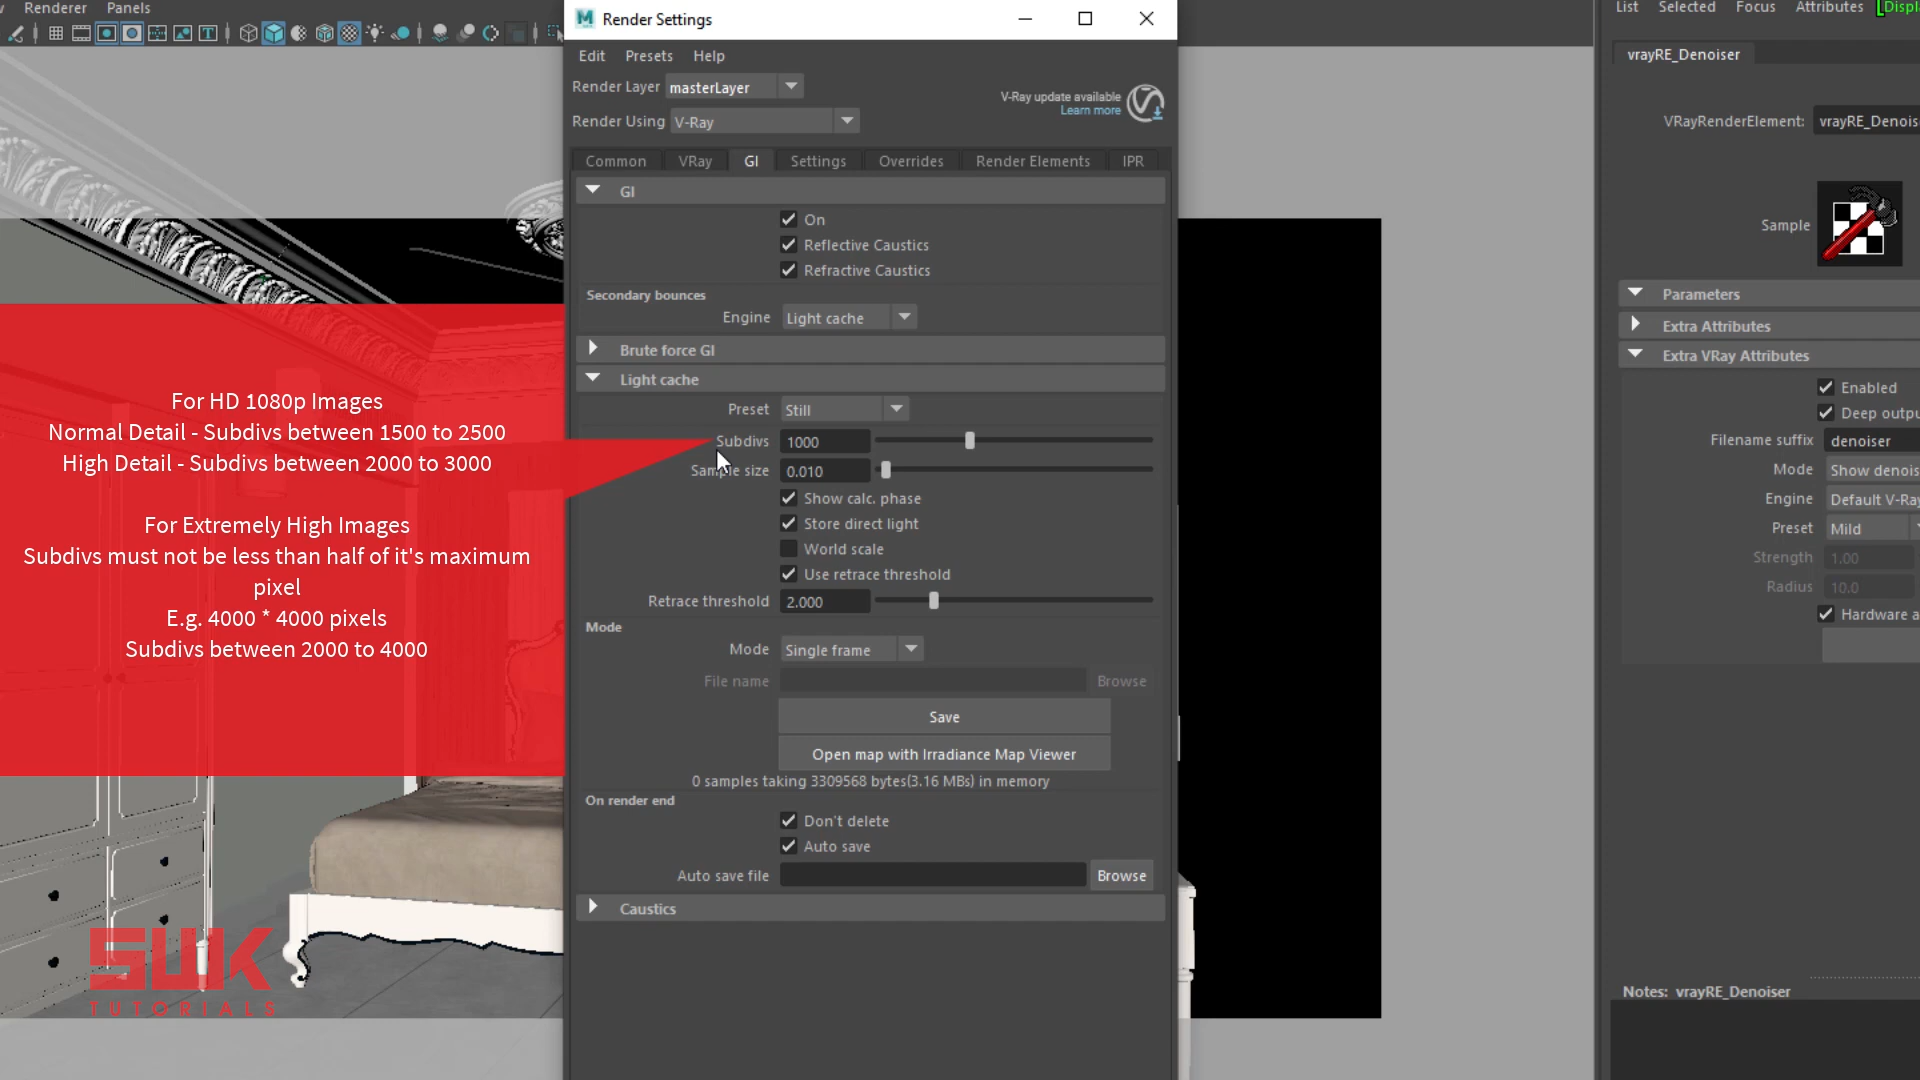 Renderer Panels
Render Settings
List Selected Focus Attributes
Edit Presets Help
Render Layer masterLayer
V-Ray update available
Learn more
Render Using V-Ray
Common VRay GI Settings Overrides Render Elements IPR
GI
On
Reflective Caustics
Refractive Caustics
Secondary bounces
Engine Light cache
Brute force GI
Light cache
Preset Still
Subdivs 1000
Sample size 0.010
Show calc. phase
Store direct light
World scale
Use retrace threshold
Retrace threshold 2.000
Mode
Mode Single frame
File name Browse
Save
Open map with Irradiance Map Viewer
0 samples taking 3309568 bytes(3.16 MBs) in memory
On render end
Don't delete
Auto save
Auto save file Browse
Caustics
For HD 1080p Images
Normal Detail - Subdivs between 1500 to 2500
High Detail - Subdivs between 2000 to 3000
For Extremely High Images
Subdivs must not be less than half of it's maximum
pixel
E.g. 4000 * 4000 pixels
Subdivs between 2000 to 4000
SUK
TUTORIALS
vrayRE_Denoiser
VRayRenderElement: vrayRE_Denois
Sample
Parameters
Extra Attributes
Extra VRay Attributes
Enabled
Deep outpu
Filename suffix denoiser
Mode Show denois
Engine Default V-Ray
Preset Mild
Strength 1.00
Radius 10.0
Hardware a
Notes: vrayRE_Denoiser